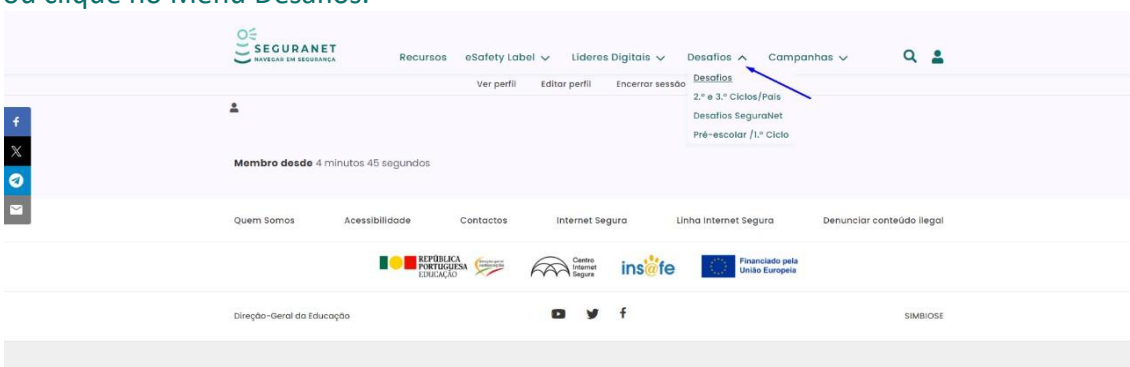 ou clique no Menu Desafios.
SEGURANET
NAVEGAR EM SEGURANÇA
Recursos eSafety Label Líderes Digitais Desafios Campanhas
Ver perfil Editar perfil Encerrar sessão
Desafios
2.º e 3.º Ciclos/Pais
Desafios SeguraNet
Pré-escolar /1.º Ciclo
Membro desde 4 minutos 45 segundos
Quem Somos Acessibilidade Contactos Internet Segura Linha Internet Segura Denunciar conteúdo ilegal
REPÚBLICA
PORTUGUESA
EDUCAÇÃO
Centro
Internet
Segura
ins@fe
Financiado pela
União Europeia
Direção-Geral da Educação
SIMBIOSE